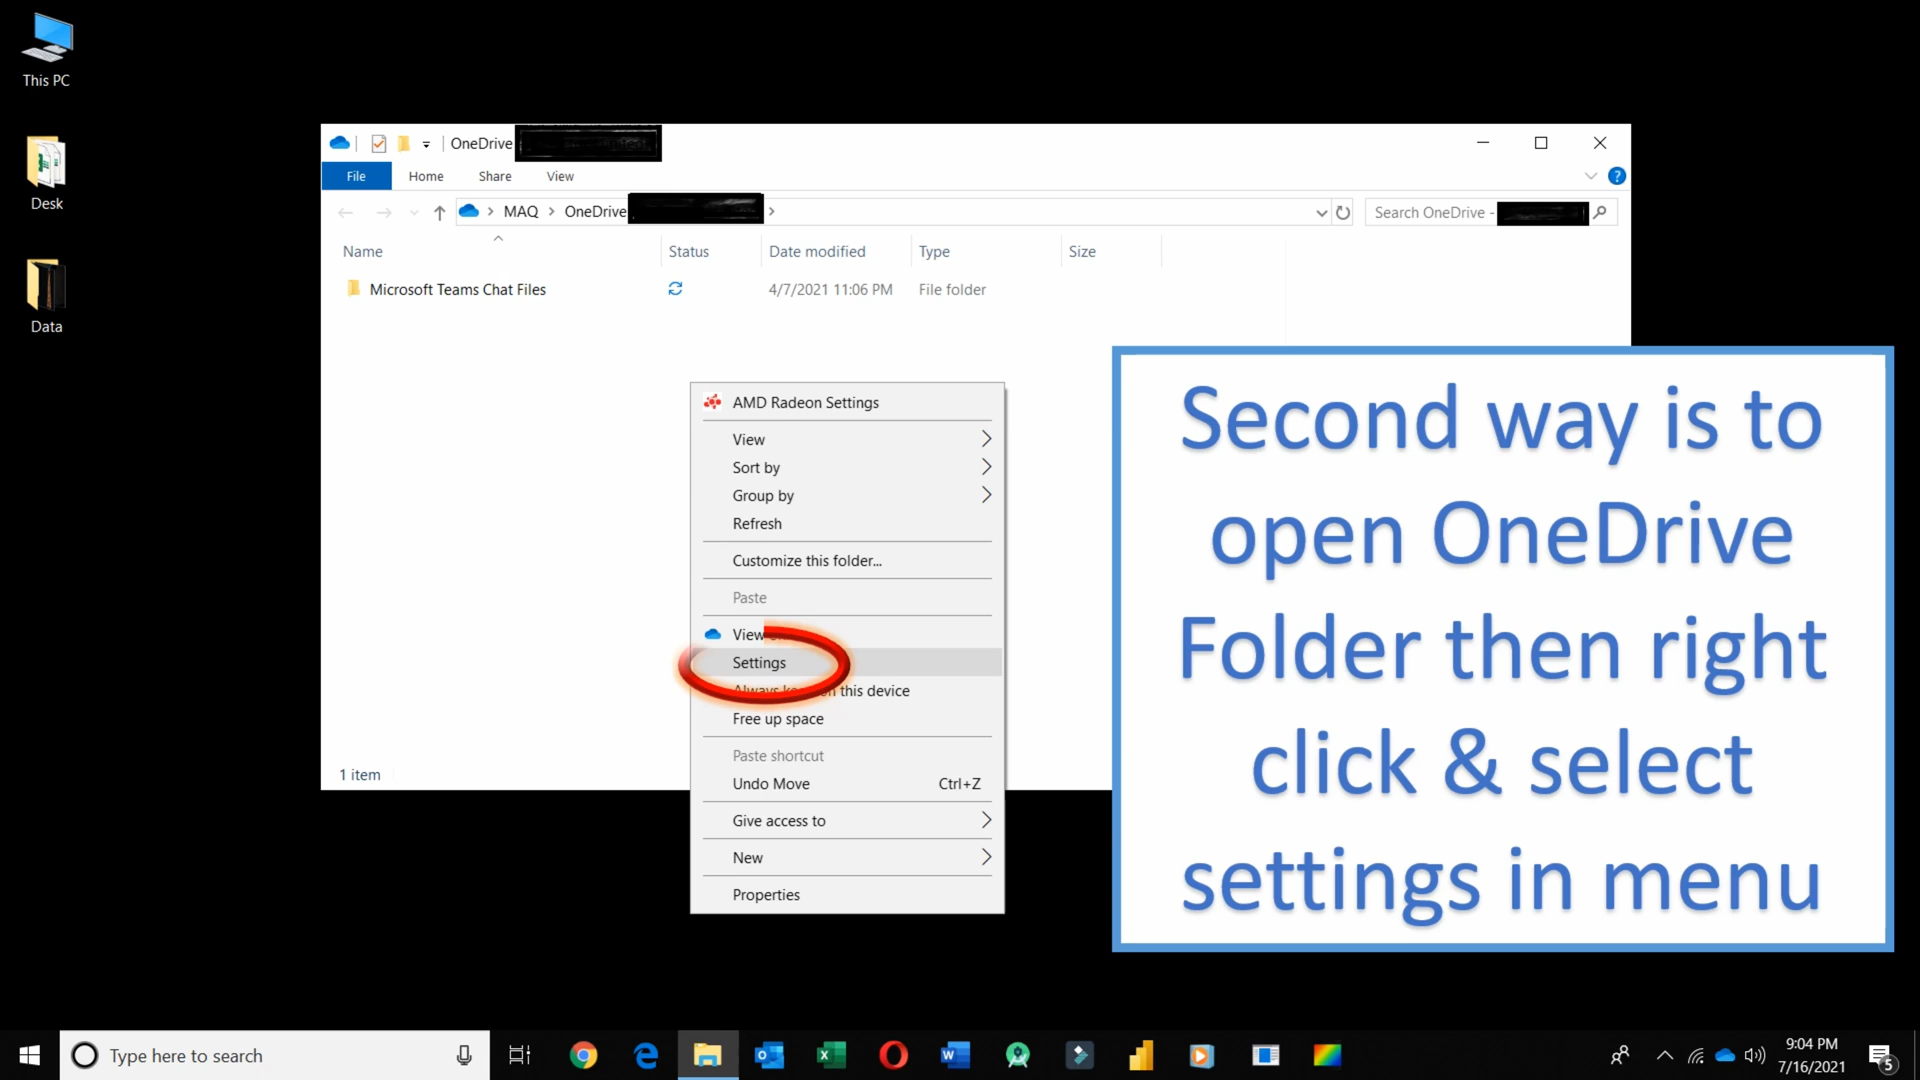 This PC
Desk
Data
OneDrive
File Home Share View
MAQ OneDrive
Search OneDrive -
Name Status Date modified Type Size
Microsoft Teams Chat Files 4/7/2021 11:06 PM File folder
1 item
AMD Radeon Settings
View
Sort by
Group by
Refresh
Customize this folder...
Paste
View
Settings
Always keep on this device
Free up space
Paste shortcut
Undo Move Ctrl+Z
Give access to
New
Properties
Second way is to
open OneDrive
Folder then right
click & select
settings in menu
Type here to search
9:04 PM
7/16/2021
5